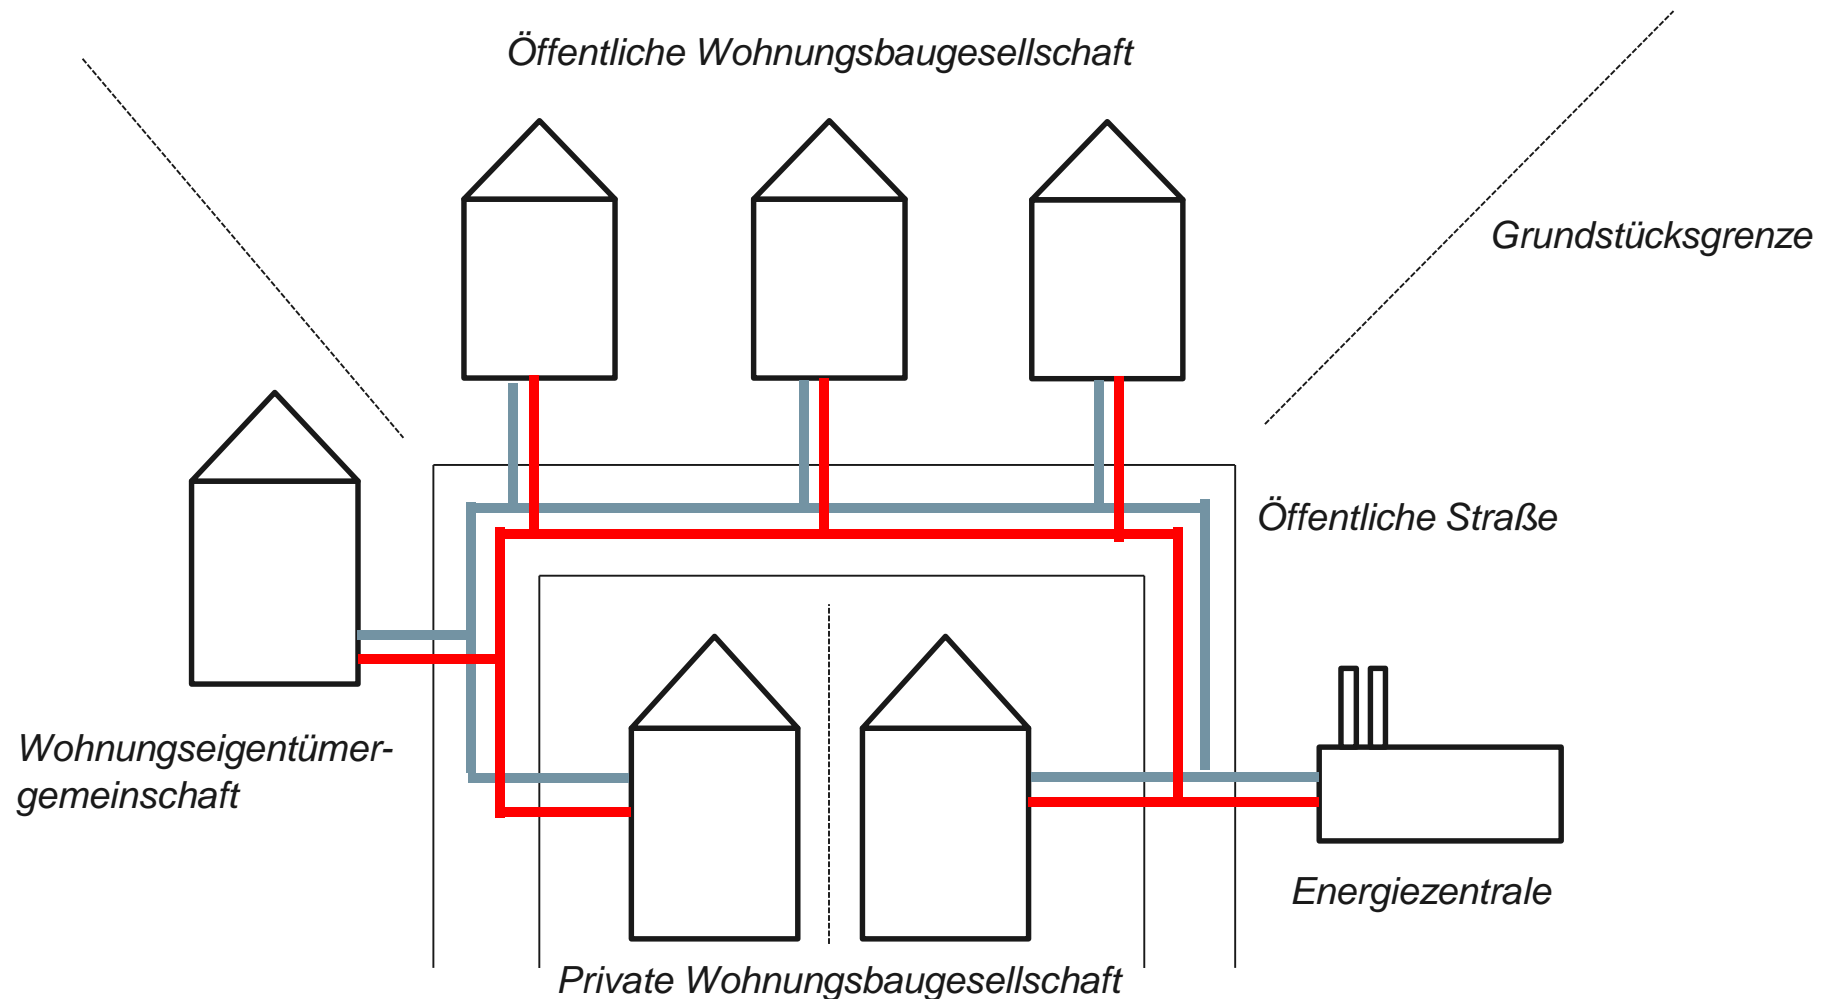 Öffentliche Wohnungsbaugesellschaft
Grundstücksgrenze
Öffentliche Straße
Wohnungseigentümer-
gemeinschaft
Energiezentrale
Private Wohnungsbaugesellschaft